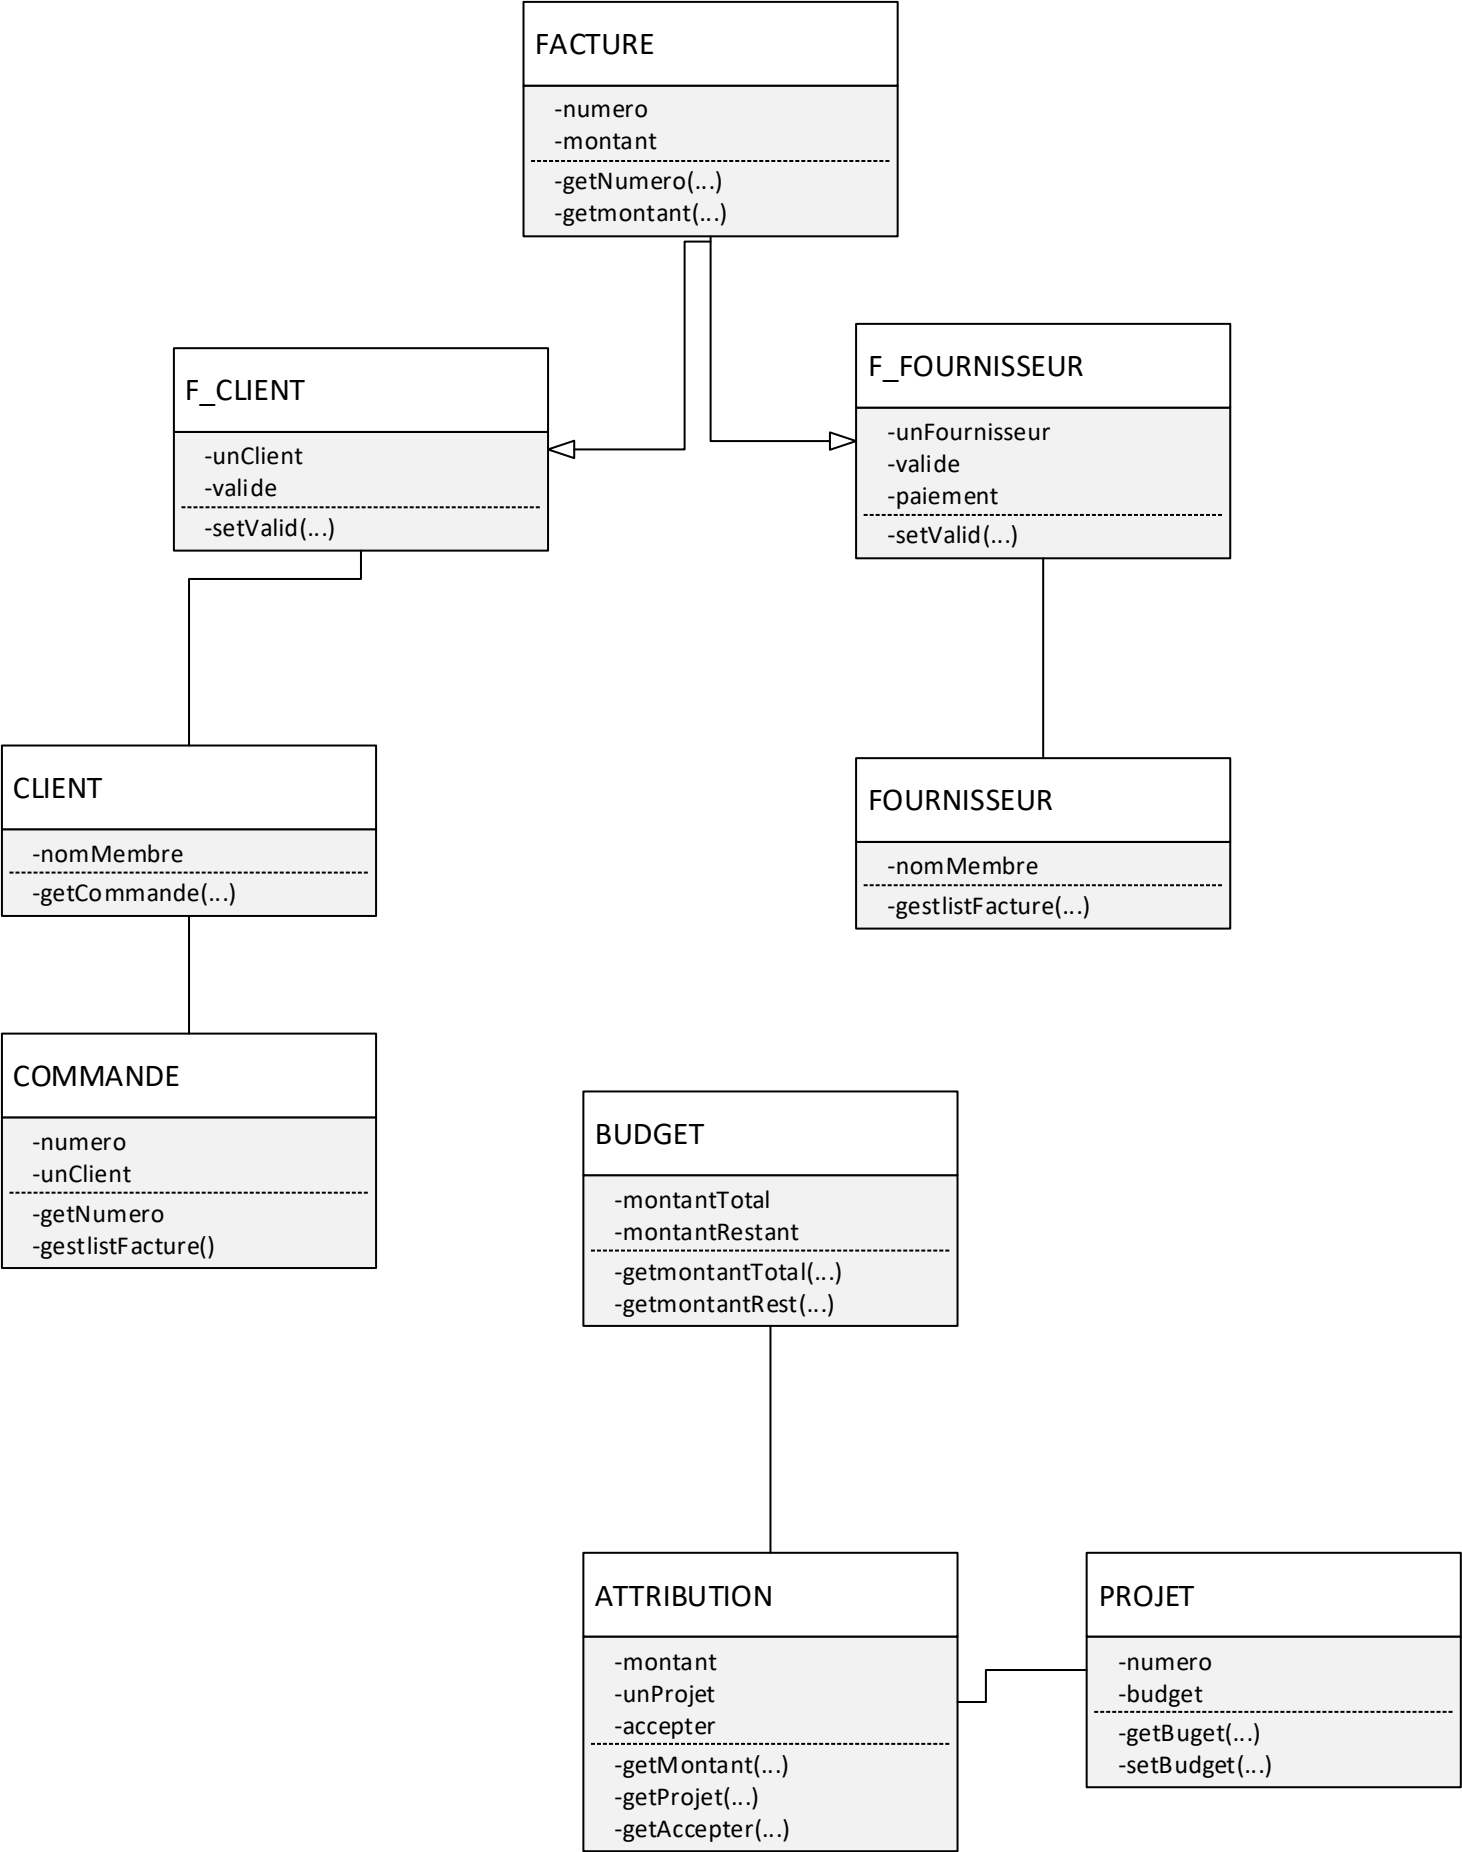 FACTURE
-numero
-montant
-getNumero(...)
-getmontant(...)
F_CLIENT
-unClient
-valide
-setValid(...)
F_FOURNISSEUR
-unFournisseur
-valide
-paiement
-setValid(...)
CLIENT
-nomMembre
-getCommande(...)
FOURNISSEUR
-nomMembre
-gestlistFacture(...)
COMMANDE
-numero
-unClient
-getNumero
-gestlistFacture()
BUDGET
-montantTotal
-montantRestant
-getmontantTotal(...)
-getmontantRest(...)
ATTRIBUTION
-montant
-unProjet
-accepter
-getMontant(...)
-getProjet(...)
-getAccepter(...)
PROJET
-numero
-budget
-getBuget(...)
-setBudget(...)